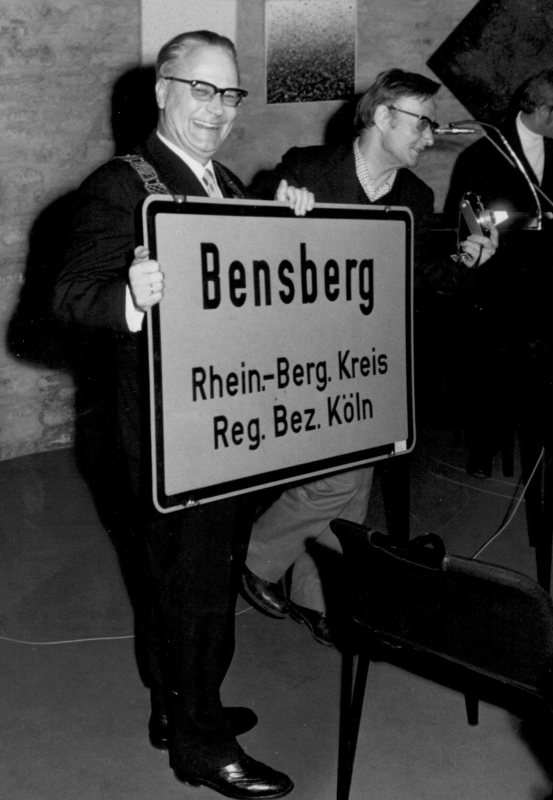 Bensberg
Rhein.-Berg. Kreis
Reg. Bez. Köln